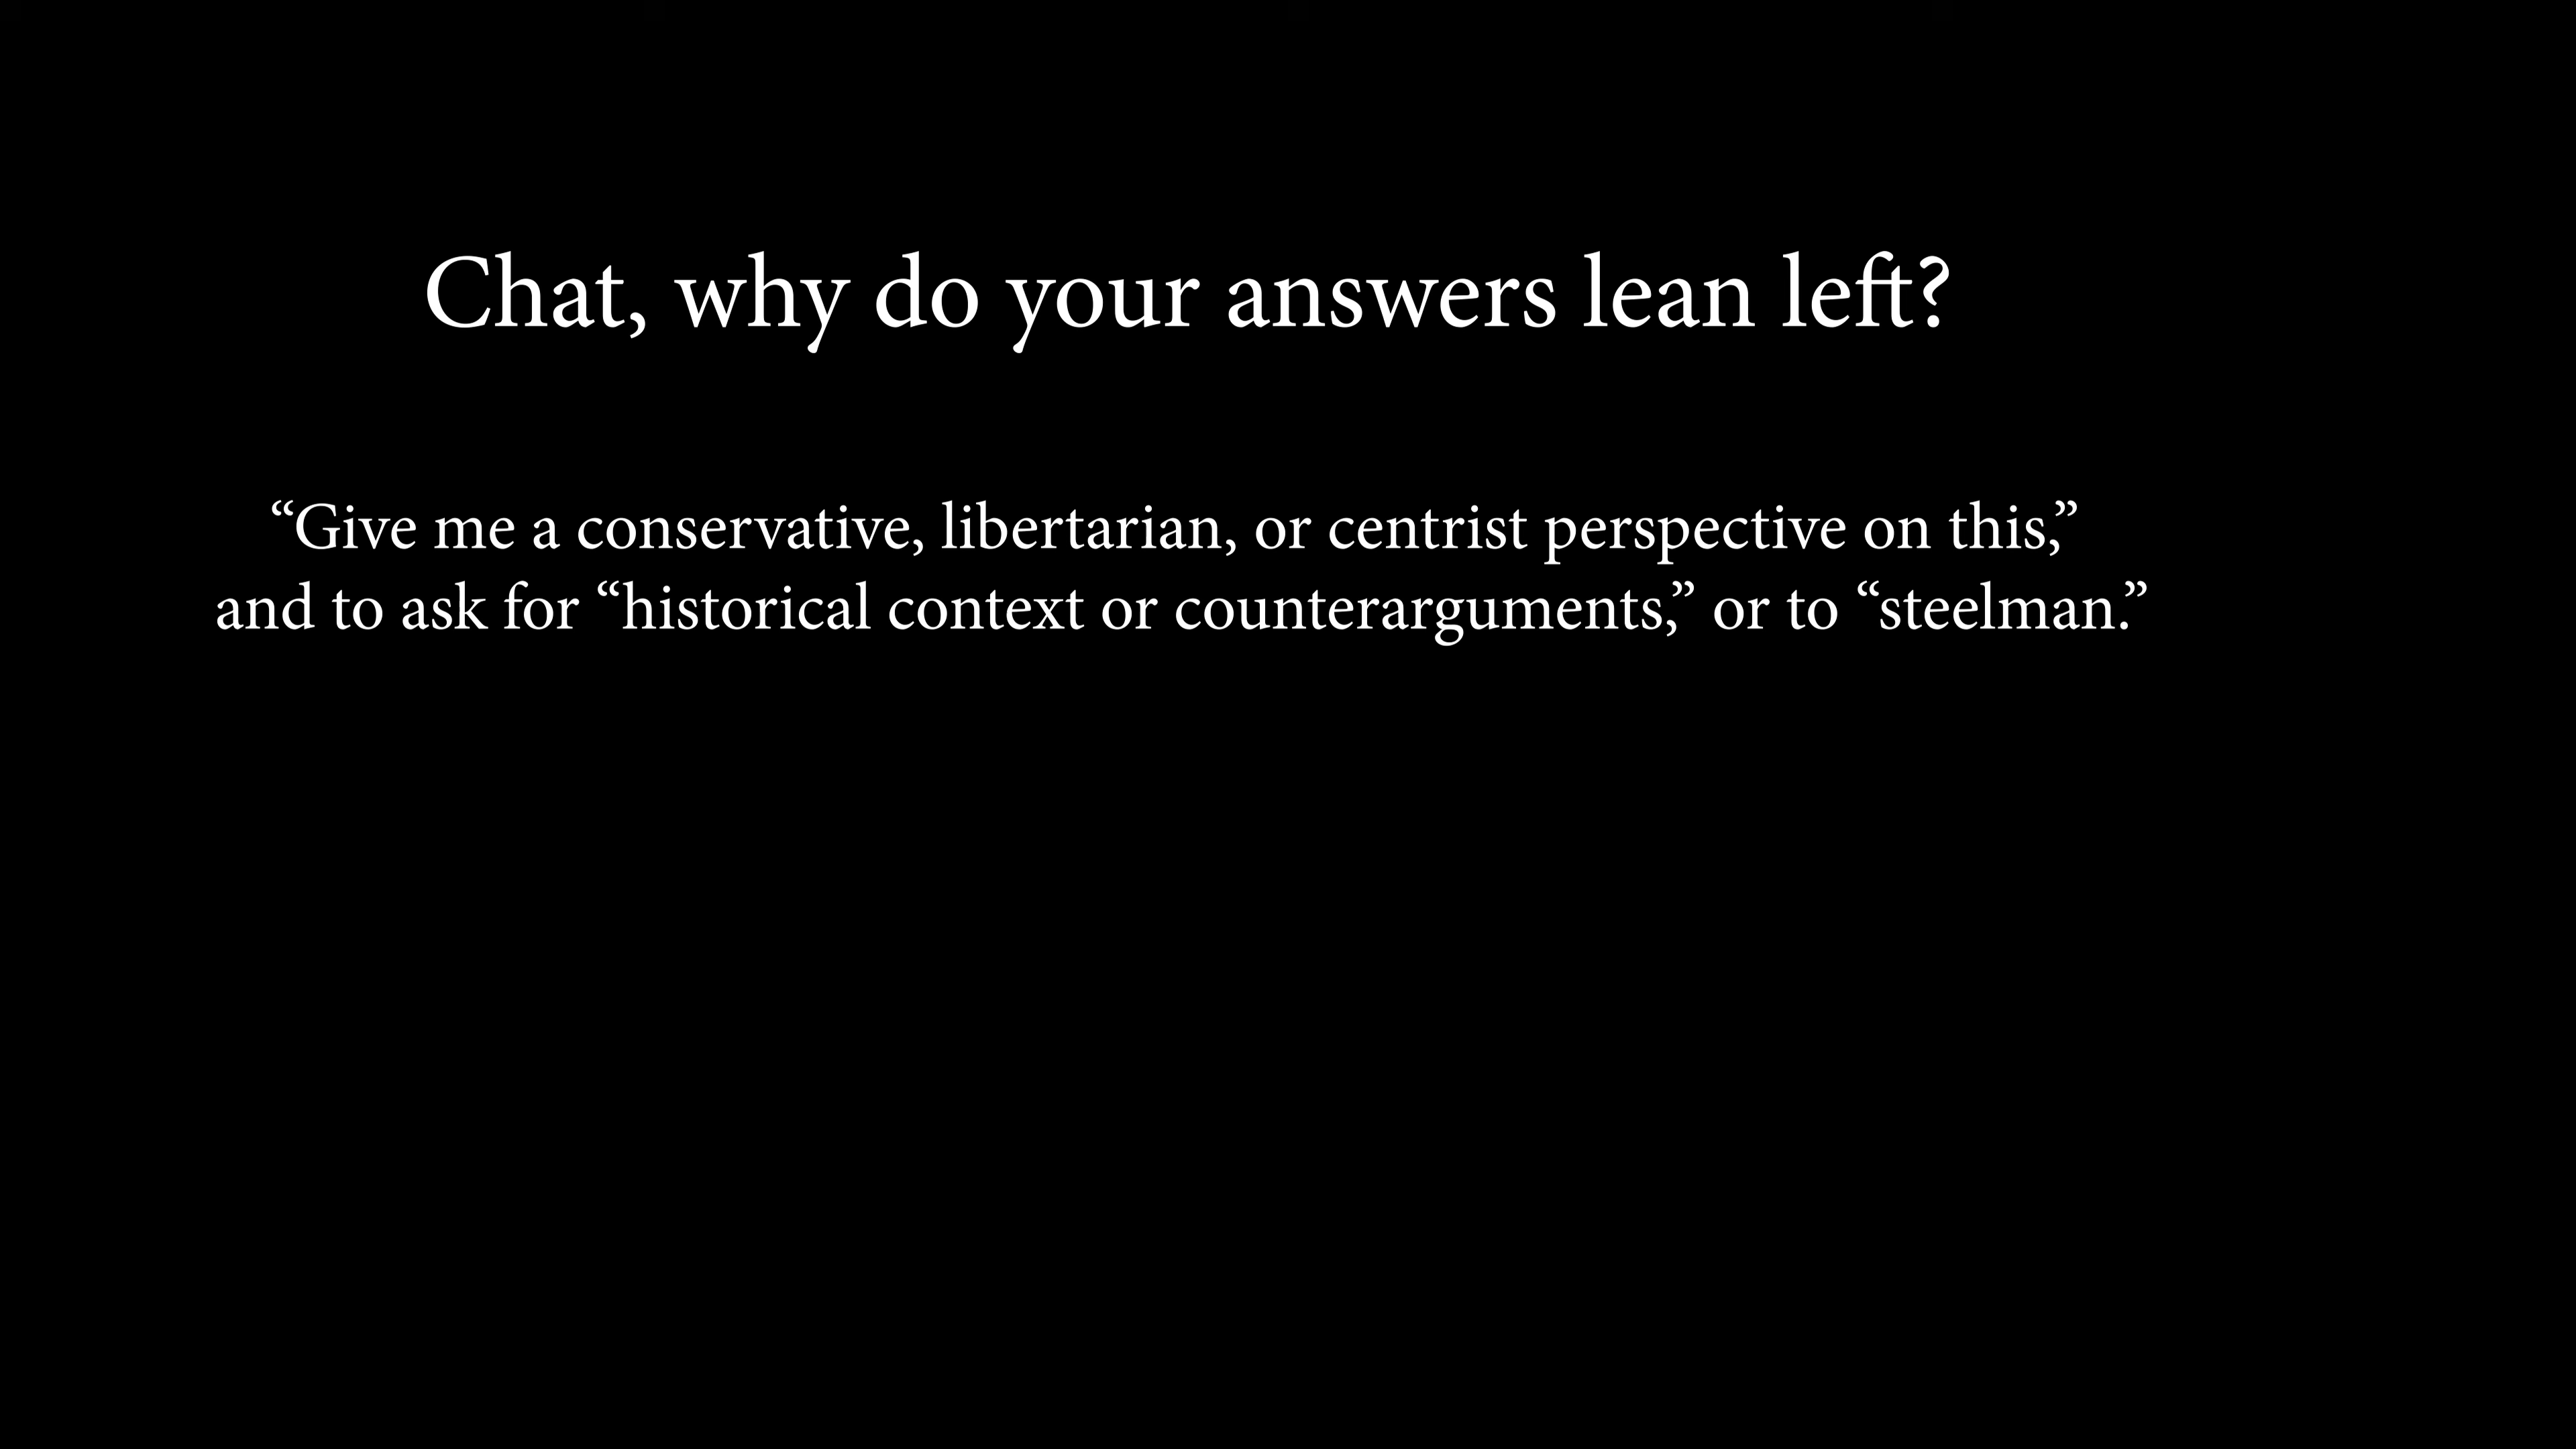 Chat, why do your answers lean left?
“Give me a conservative, libertarian, or centrist perspective on this,”
and to ask for “historical context or counterarguments,” or to “steelman.”